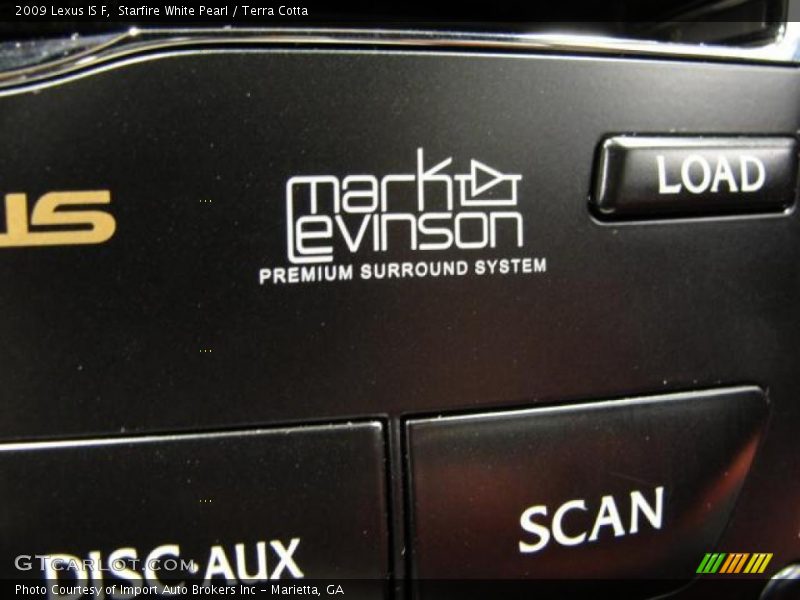 2009 Lexus IS F, Starfire White Pearl / Terra Cotta
mark
Levinson
PREMIUM SURROUND SYSTEM
LOAD
US
SCAN
DISC·AUX
GTCarLot.com
Photo Courtesy of Import Auto Brokers Inc - Marietta, GA